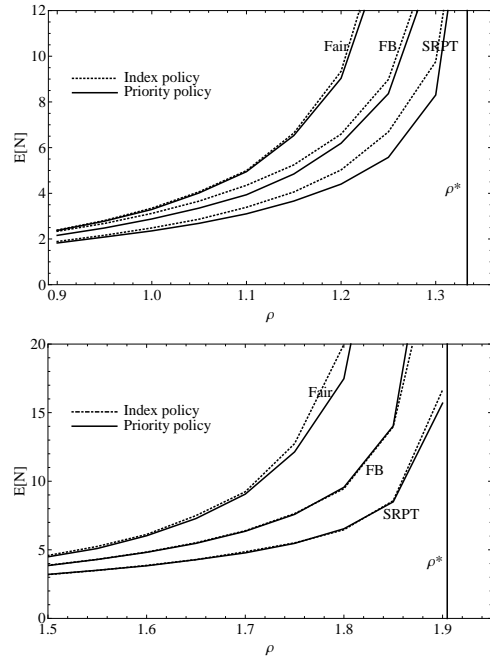 12
10
8
6
4
2
0
E[N]
Fair
FB
SRPT
Index policy
Priority policy
ρ*
0.9
1.0
1.1
1.2
1.3
ρ
20
15
10
5
0
E[N]
Fair
Index policy
Priority policy
FB
SRPT
ρ*
1.5
1.6
1.7
1.8
1.9
ρ